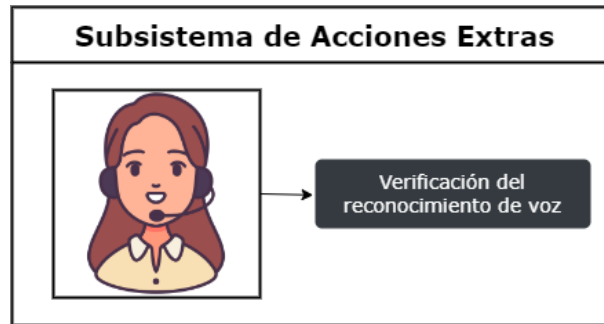 Subsistema de Acciones Extras
Verificación del
reconocimiento de voz